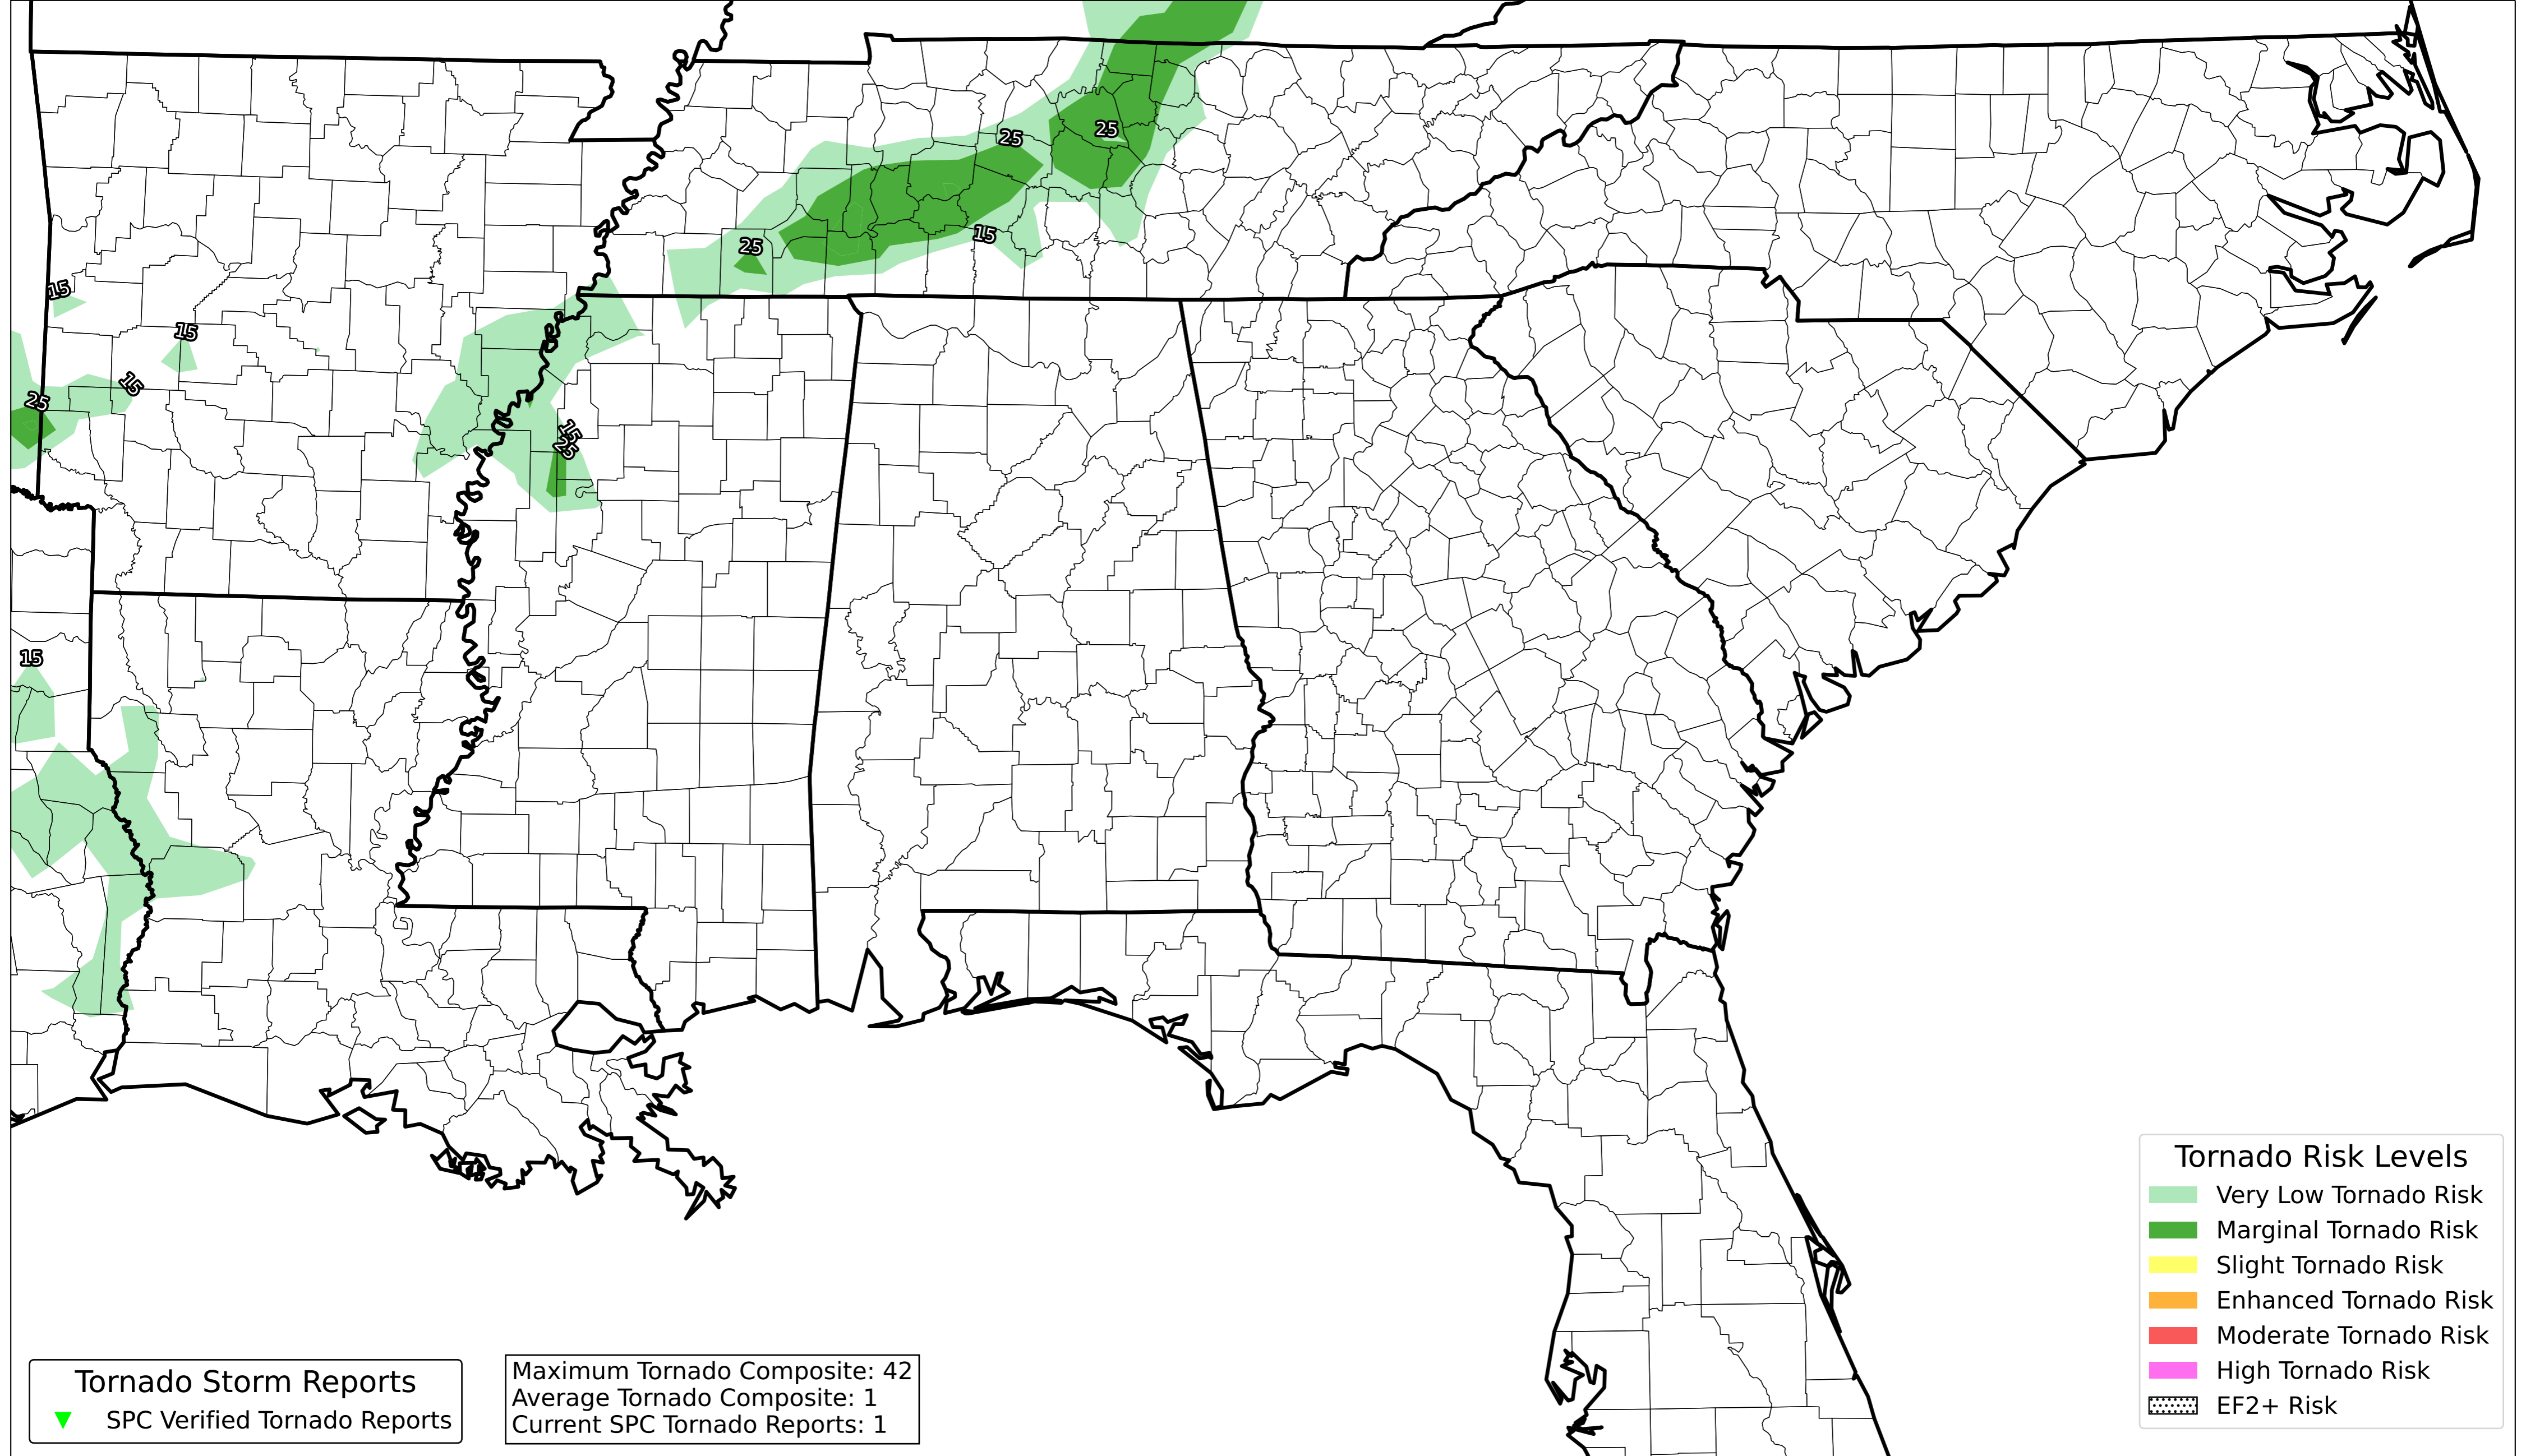 25
25
15
25
15
15
15
25
15
25
15
Tornado Risk Levels
Very Low Tornado Risk
Marginal Tornado Risk
Slight Tornado Risk
Enhanced Tornado Risk
Moderate Tornado Risk
High Tornado Risk
EF2+ Risk
Tornado Storm Reports
SPC Verified Tornado Reports
Maximum Tornado Composite: 42
Average Tornado Composite: 1
Current SPC Tornado Reports: 1